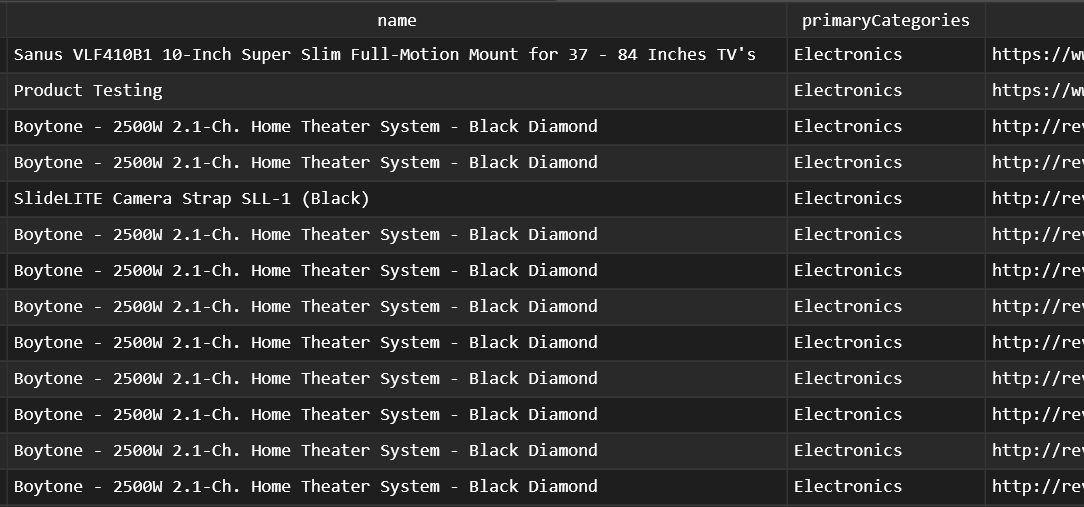 name primaryCategories
Sanus VLF410B1 10-Inch Super Slim Full-Motion Mount for 37 - 84 Inches TV's Electronics https://ww
Product Testing Electronics https://ww
Boytone - 2500W 2.1-Ch. Home Theater System - Black Diamond Electronics http://rev
Boytone - 2500W 2.1-Ch. Home Theater System - Black Diamond Electronics http://rev
SlideLITE Camera Strap SLL-1 (Black) Electronics http://rev
Boytone - 2500W 2.1-Ch. Home Theater System - Black Diamond Electronics http://rev
Boytone - 2500W 2.1-Ch. Home Theater System - Black Diamond Electronics http://rev
Boytone - 2500W 2.1-Ch. Home Theater System - Black Diamond Electronics http://rev
Boytone - 2500W 2.1-Ch. Home Theater System - Black Diamond Electronics http://rev
Boytone - 2500W 2.1-Ch. Home Theater System - Black Diamond Electronics http://rev
Boytone - 2500W 2.1-Ch. Home Theater System - Black Diamond Electronics http://rev
Boytone - 2500W 2.1-Ch. Home Theater System - Black Diamond Electronics http://rev
Boytone - 2500W 2.1-Ch. Home Theater System - Black Diamond Electronics http://rev